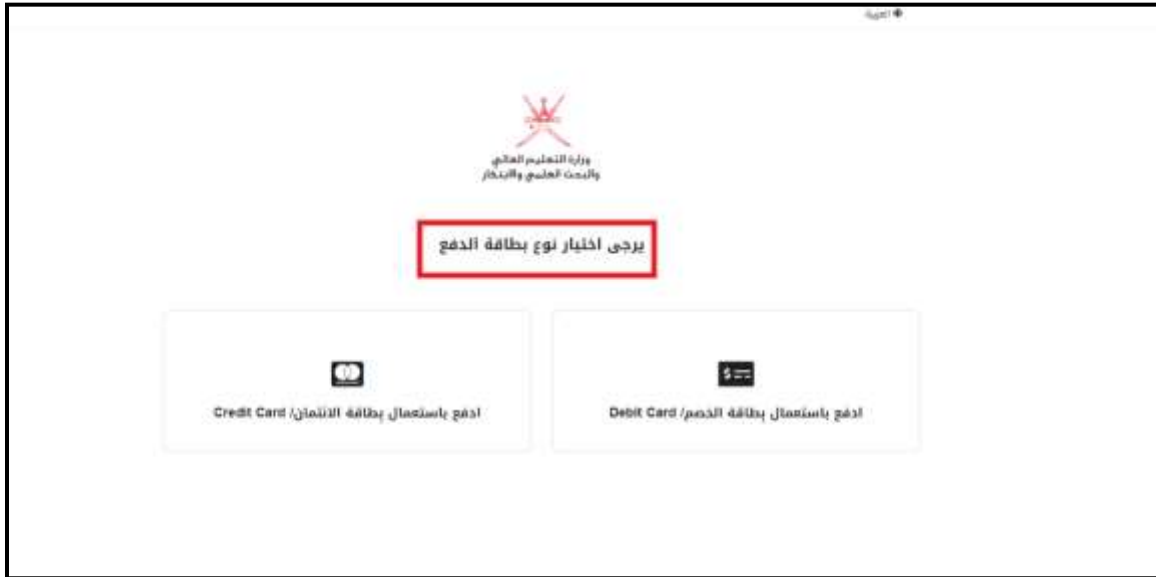 العربية
وزارة التعليم العالي
والبحث العلمي والابتكار
يرجى اختيار نوع بطاقة الدفع
ادفع باستعمال بطاقة الخصم/ Debit Card
ادفع باستعمال بطاقة الائتمان/ Credit Card